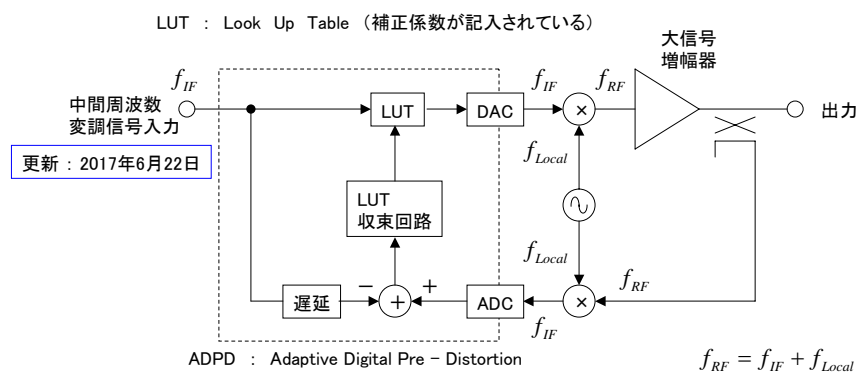 LUT : Look Up Table (補正係数が記入されている)
大信号
増幅器
f_IF
f_IF
f_RF
中間周波数
変調信号入力
LUT
DAC
×
出力
更新:2017年6月22日
f_Local
LUT
収束回路
f_Local
f_RF
遅延
−
+
+
ADC
×
f_IF
ADPD : Adaptive Digital Pre - Distortion
f_RF = f_IF + f_Local